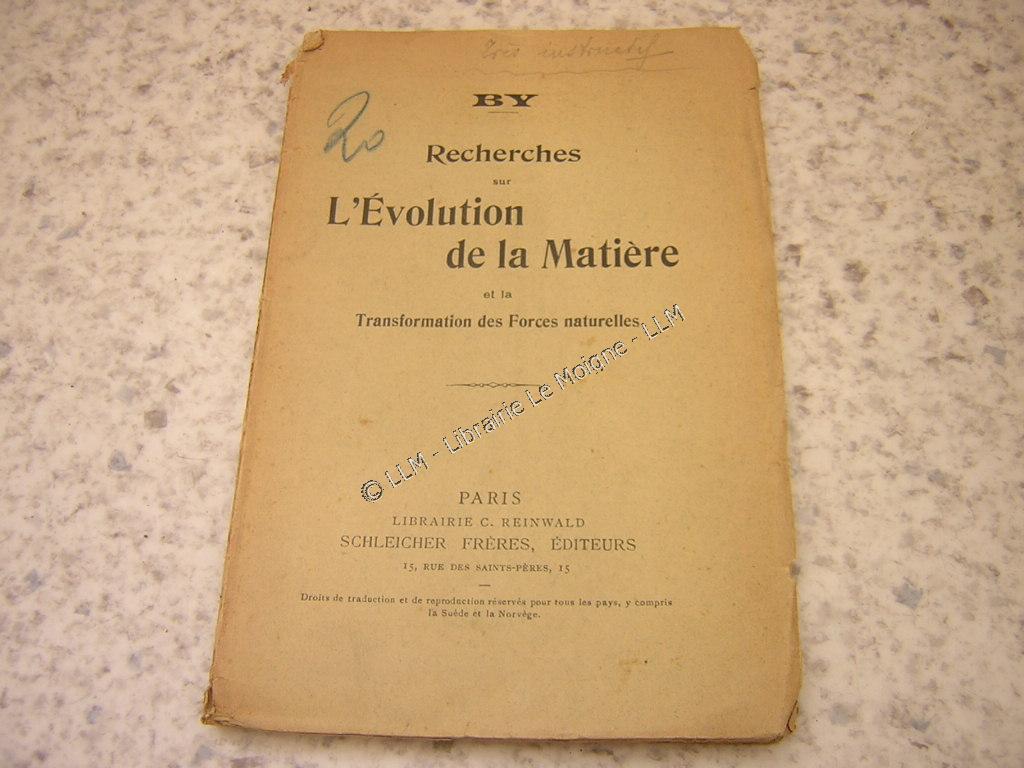 Très instructif
BY
20
Recherches
sur
L'Évolution
de la Matière
et la
Transformation des Forces naturelles
© LLM - Librairie Le Moigne - LLM
PARIS
LIBRAIRIE C. REINWALD
SCHLEICHER FRÈRES, ÉDITEURS
15, RUE DES SAINTS-PÈRES, 15
Droits de traduction et de reproduction réservés pour tous les pays, y compris
la Suède et la Norvège.